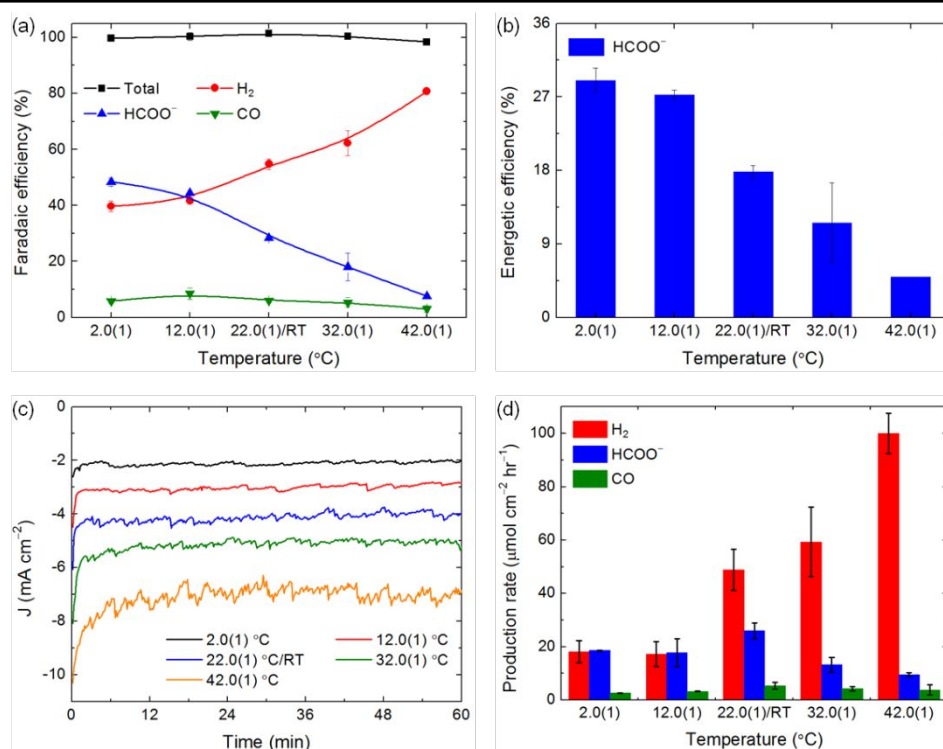 (a)
100
80
60
40
20
0
Faradaic efficiency (%)
Total
H₂
HCOO⁻
CO
2.0(1) 12.0(1) 22.0(1)/RT 32.0(1) 42.0(1)
Temperature (°C)
(b)
36
27
18
9
0
Energetic efficiency (%)
HCOO⁻
2.0(1) 12.0(1) 22.0(1)/RT 32.0(1) 42.0(1)
Temperature (°C)
(c)
0
-2
-4
-6
-8
-10
J (mA cm⁻²)
2.0(1) °C
12.0(1) °C
22.0(1) °C/RT
32.0(1) °C
42.0(1) °C
0 12 24 36 48 60
Time (min)
(d)
100
80
60
40
20
0
Production rate (μmol cm⁻² hr⁻¹)
H₂
HCOO⁻
CO
2.0(1) 12.0(1) 22.0(1)/RT 32.0(1) 42.0(1)
Temperature (°C)